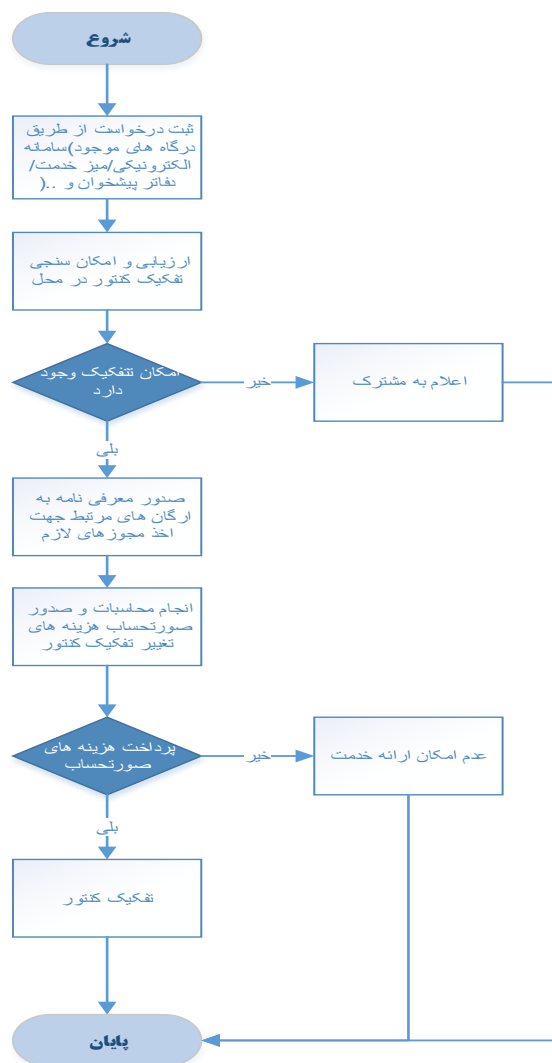 شروع
ثبت درخواست از طریق
درگاه های موجود)سامانه
الکترونیکی/میز خدمت/
دفاتر پیشخوان و ..(
ارزیابی و امکان سنجی
تفکیک کنتور در محل
امکان تتفکیک وجود
دارد
خیر
اعلام به مشترک
بلی
صدور معرفی نامه به
ارگان های مرتبط جهت
اخذ مجوزهای لازم
انجام محاسبات و صدور
صورتحساب هزینه های
تغییر تفکیک کنتور
پرداخت هزینه های
صورتحساب
خیر
عدم امکان ارائه خدمت
بلی
تفکیک کنتور
پایان